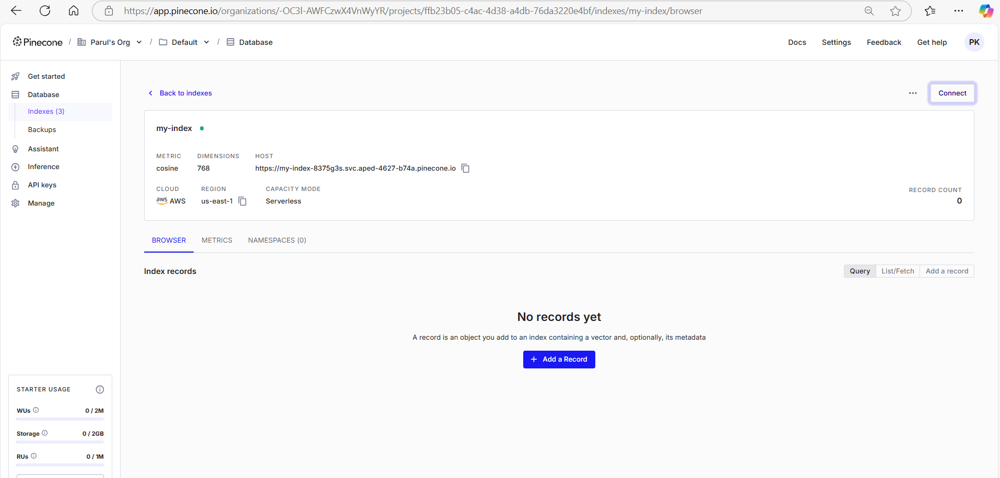 https://app.pinecone.io/organizations/-OC3l-AWFCzwX4VnWyYR/projects/ffb23b05-c4ac-4d38-a4db-76da3220e4bf/indexes/my-index/browser
Pinecone / Parul's Org / Default / Database
Docs Settings Feedback Get help PK
Get started
Database
Indexes (3)
Backups
Assistant
Inference
API keys
Manage
Back to indexes
Connect
my-index
METRIC DIMENSIONS HOST
cosine 768 https://my-index-8375g3s.svc.aped-4627-b74a.pinecone.io
CLOUD REGION CAPACITY MODE
aws AWS us-east-1 Serverless
RECORD COUNT
0
BROWSER METRICS NAMESPACES (0)
Index records
Query List/Fetch Add a record
No records yet
A record is an object you add to an index containing a vector and, optionally, its metadata
+ Add a Record
STARTER USAGE
WUs 0 / 2M
Storage 0 / 2GB
RUs 0 / 1M